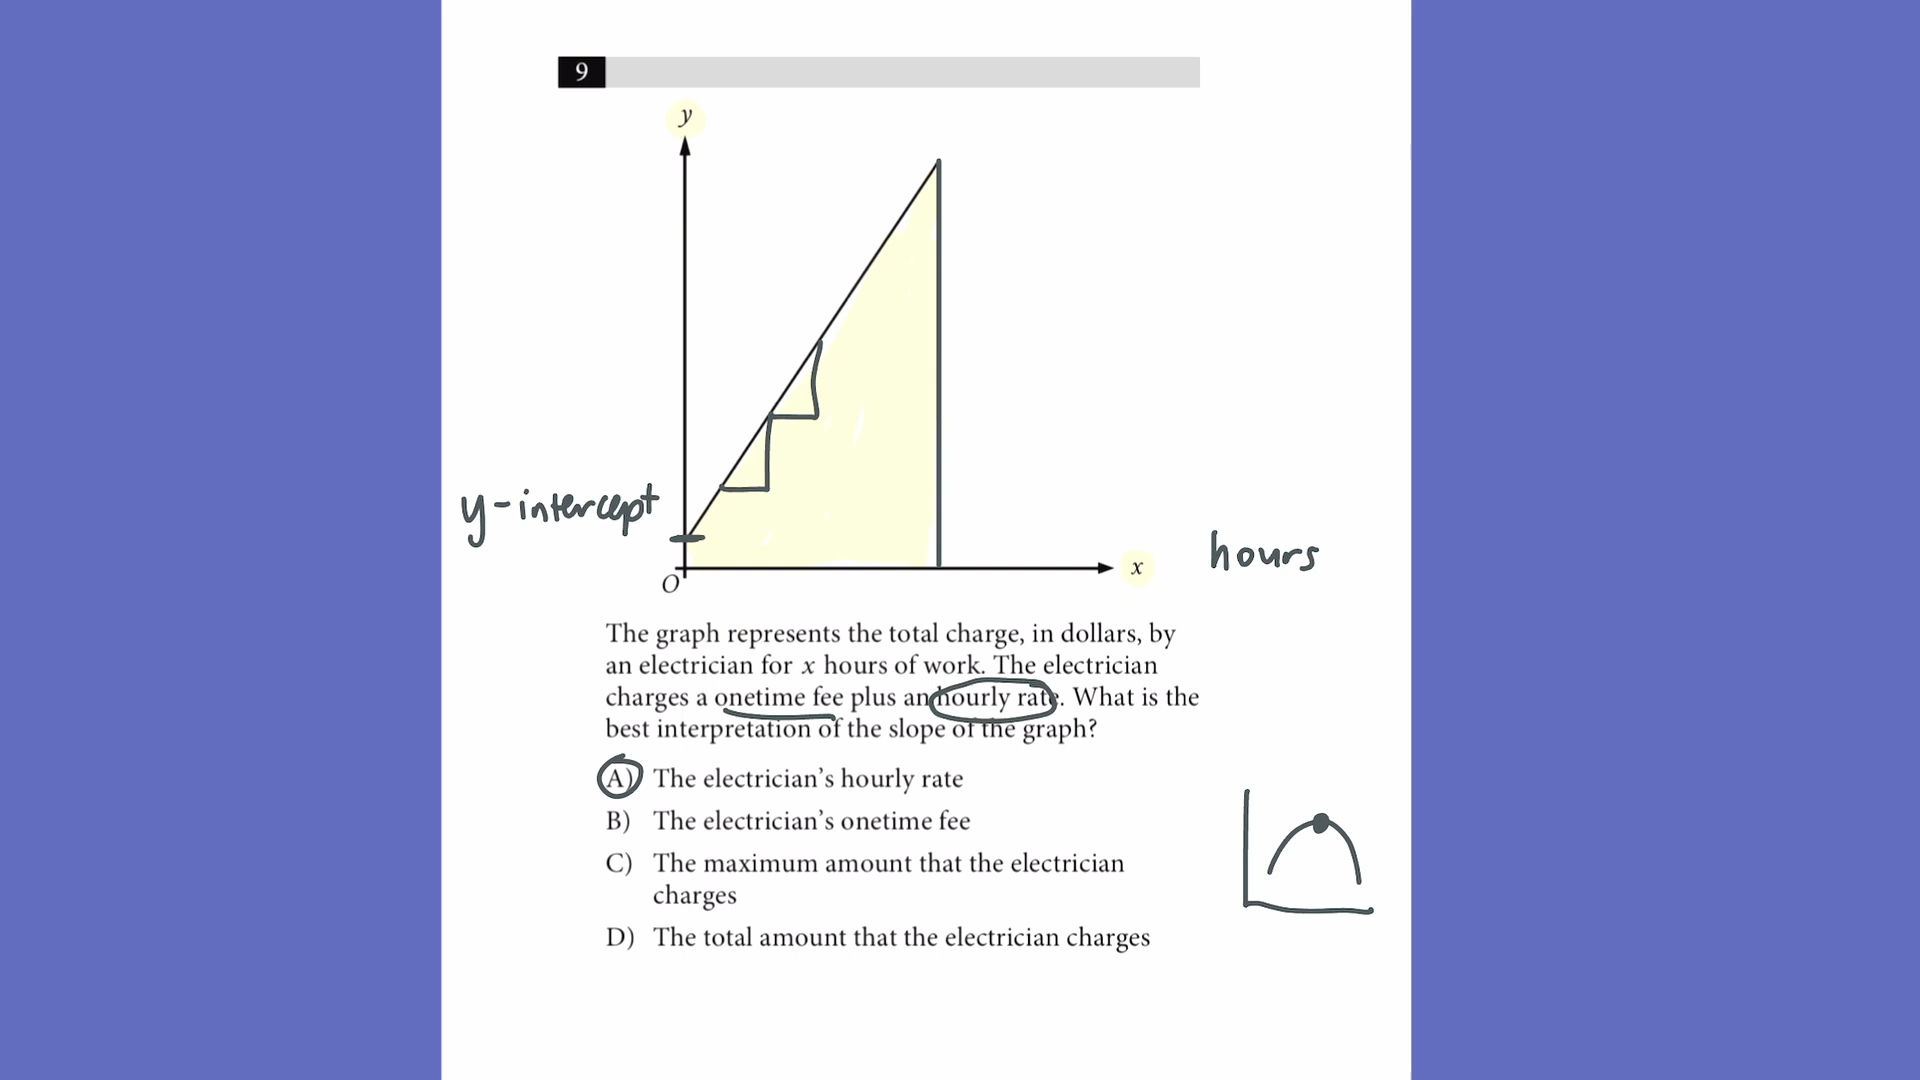 9
y
y-intercept
hours
x
O
The graph represents the total charge, in dollars, by
an electrician for x hours of work. The electrician
charges a onetime fee plus an hourly rate. What is the
best interpretation of the slope of the graph?
A) The electrician’s hourly rate
B) The electrician’s onetime fee
C) The maximum amount that the electrician
charges
D) The total amount that the electrician charges